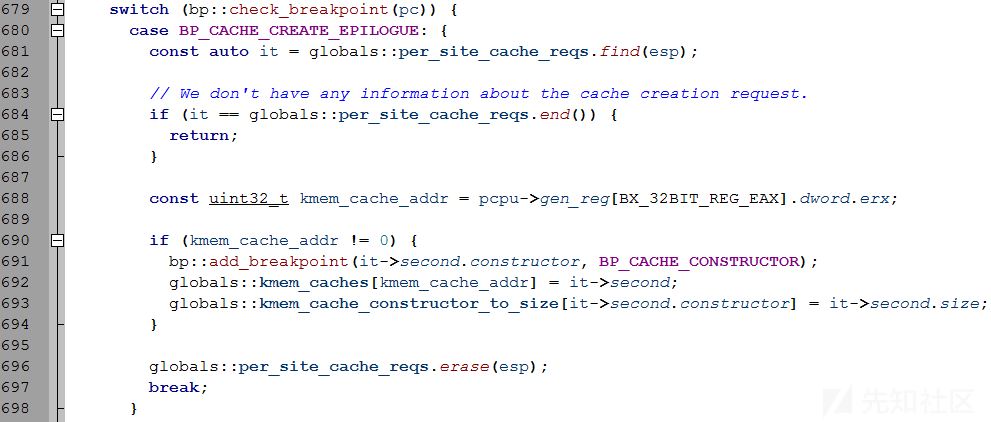 679 switch (bp::check_breakpoint(pc)) {
680 case BP_CACHE_CREATE_EPILOGUE: {
681 const auto it = globals::per_site_cache_reqs.find(esp);
682
683 // We don't have any information about the cache creation request.
684 if (it == globals::per_site_cache_reqs.end()) {
685 return;
686 }
687
688 const uint32_t kmem_cache_addr = pcpu->gen_reg[BX_32BIT_REG_EAX].dword.erx;
689
690 if (kmem_cache_addr != 0) {
691 bp::add_breakpoint(it->second.constructor, BP_CACHE_CONSTRUCTOR);
692 globals::kmem_caches[kmem_cache_addr] = it->second;
693 globals::kmem_cache_constructor_to_size[it->second.constructor] = it->second.size;
694 }
695
696 globals::per_site_cache_reqs.erase(esp);
697 break;
698 }
先知社区